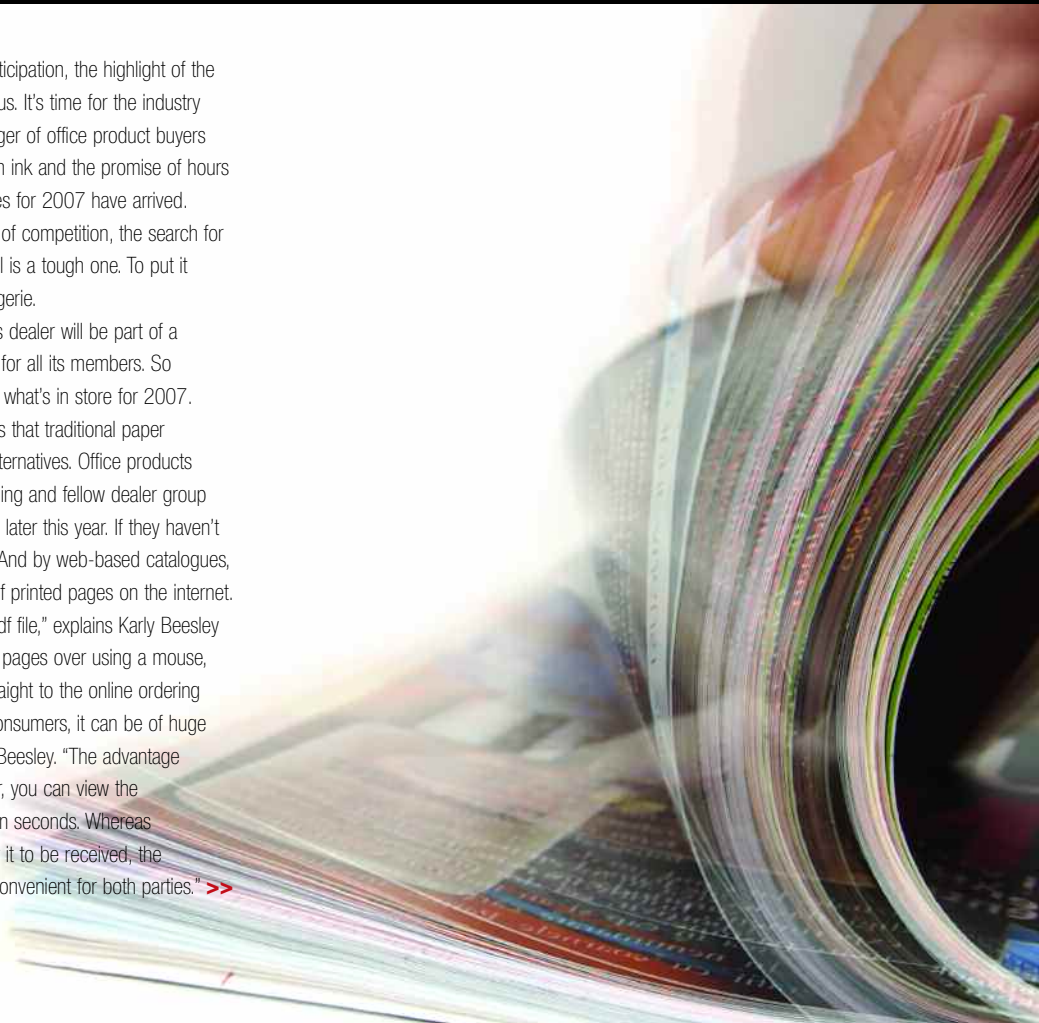 ticipation, the highlight of the
us. It's time for the industry
ger of office product buyers
n ink and the promise of hours
es for 2007 have arrived.
of competition, the search for
l is a tough one. To put it
gerie.
s dealer will be part of a
for all its members. So
what's in store for 2007.
s that traditional paper
ternatives. Office products
ing and fellow dealer group
later this year. If they haven't
And by web-based catalogues,
f printed pages on the internet.
df file,” explains Karly Beesley
pages over using a mouse,
aight to the online ordering
onsumers, it can be of huge
Beesley. “The advantage
r, you can view the
n seconds. Whereas
it to be received, the
onvenient for both parties.” >>